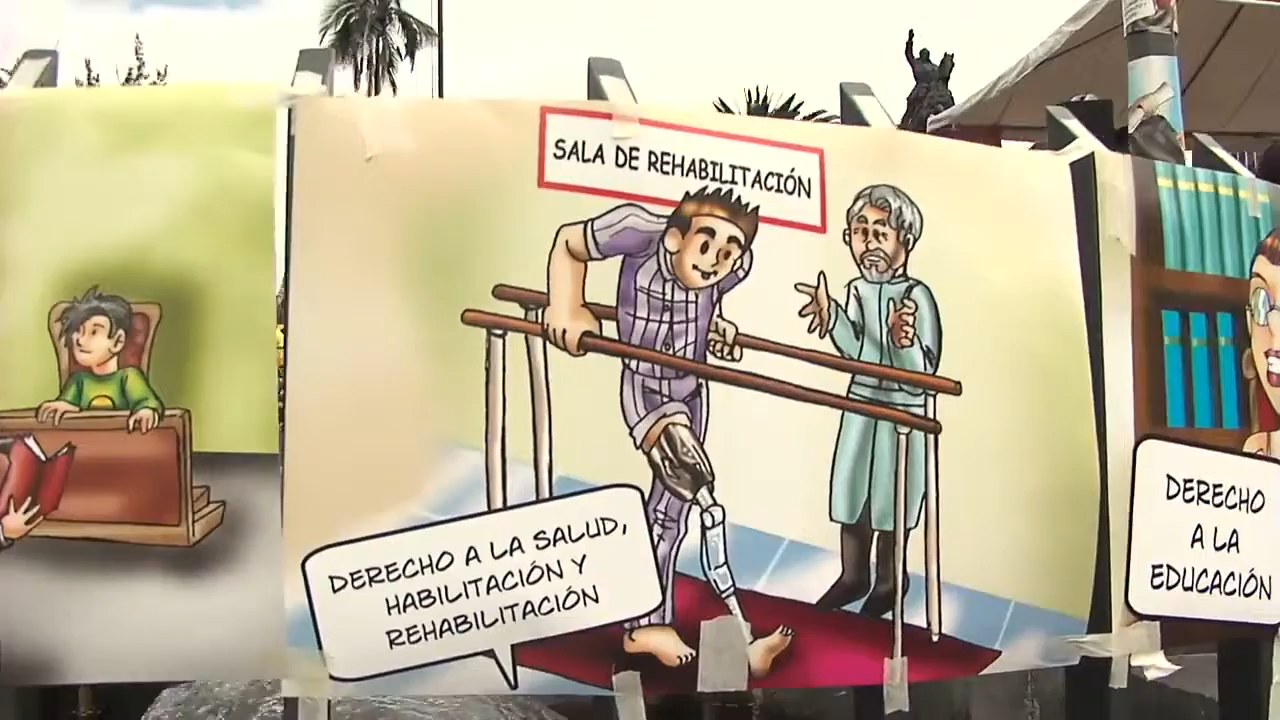 SALA DE REHABILITACIÓN
DERECHO A LA SALUD,
HABILITACIÓN Y
REHABILITACIÓN
DERECHO
A LA
EDUCACIÓN